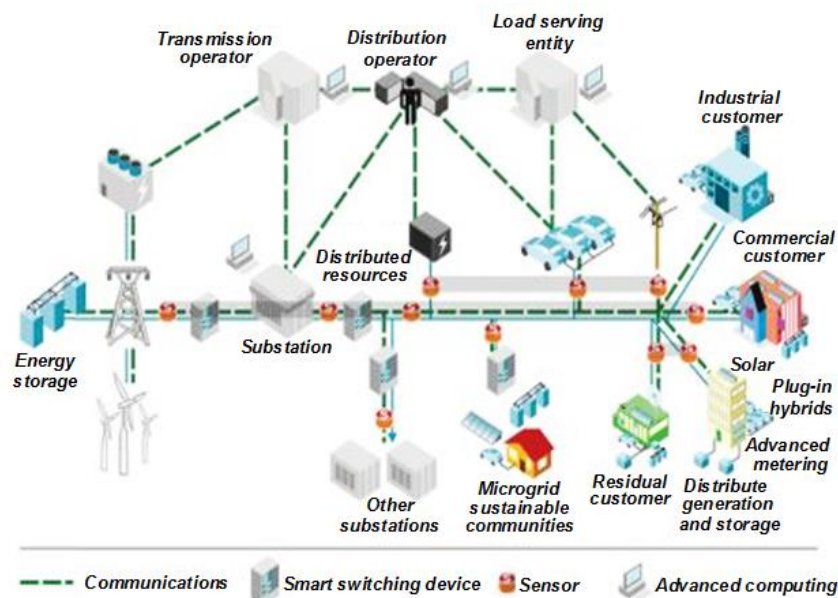 Transmission
operator
Distribution
operator
Load serving
entity
Industrial
customer
Commercial
customer
Distributed
resources
Energy
storage
Substation
Solar
Plug-in
hybrids
Advanced
metering
Other
substations
Microgrid
sustainable
communities
Residual
customer
Distribute
generation
and storage
Communications
Smart switching device
Sensor
Advanced computing